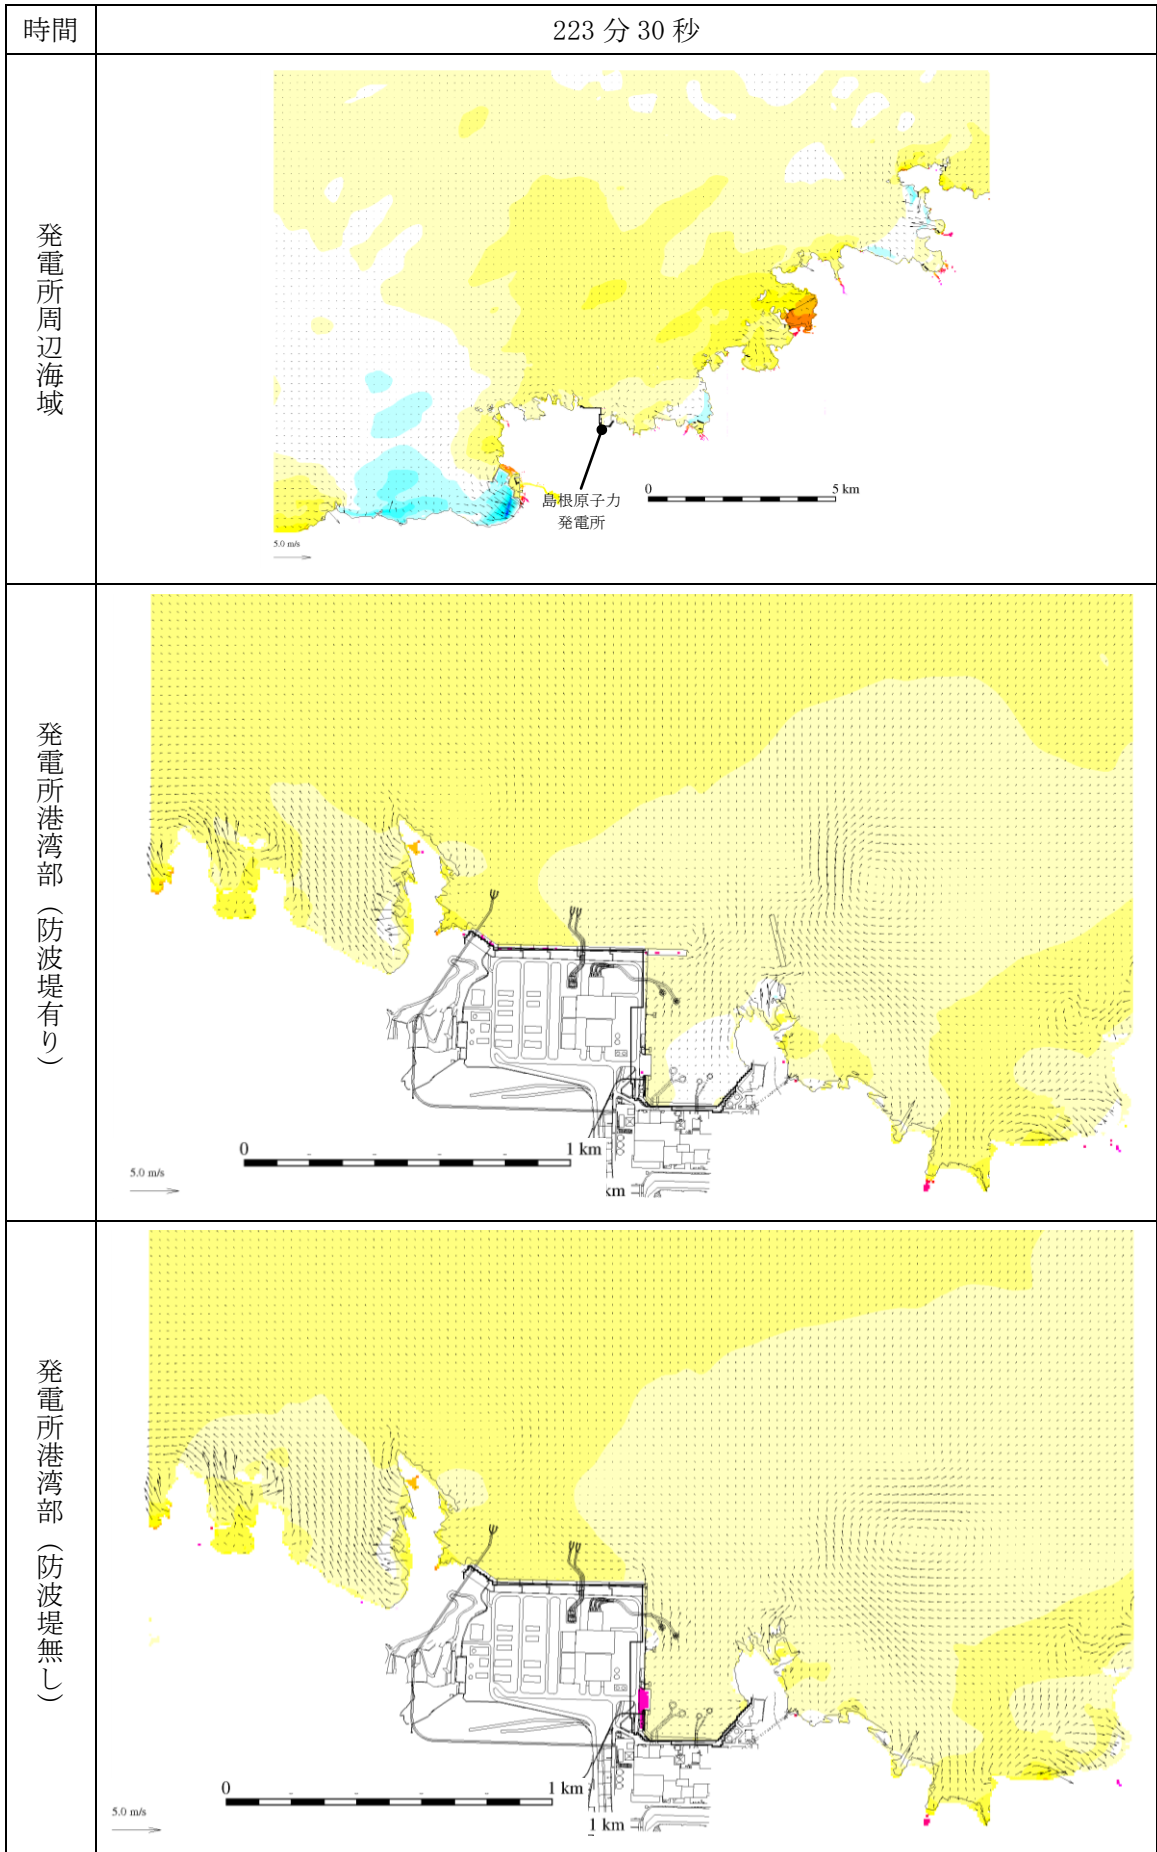 時間
223 分 30 秒
発電所周辺海域
0
5 km
島根原子力
発電所
5.0 m/s
発電所港湾部（防波堤有り）
0
1 km
5.0 m/s
km
発電所港湾部（防波堤無し）
0
1 km
5.0 m/s
1 km